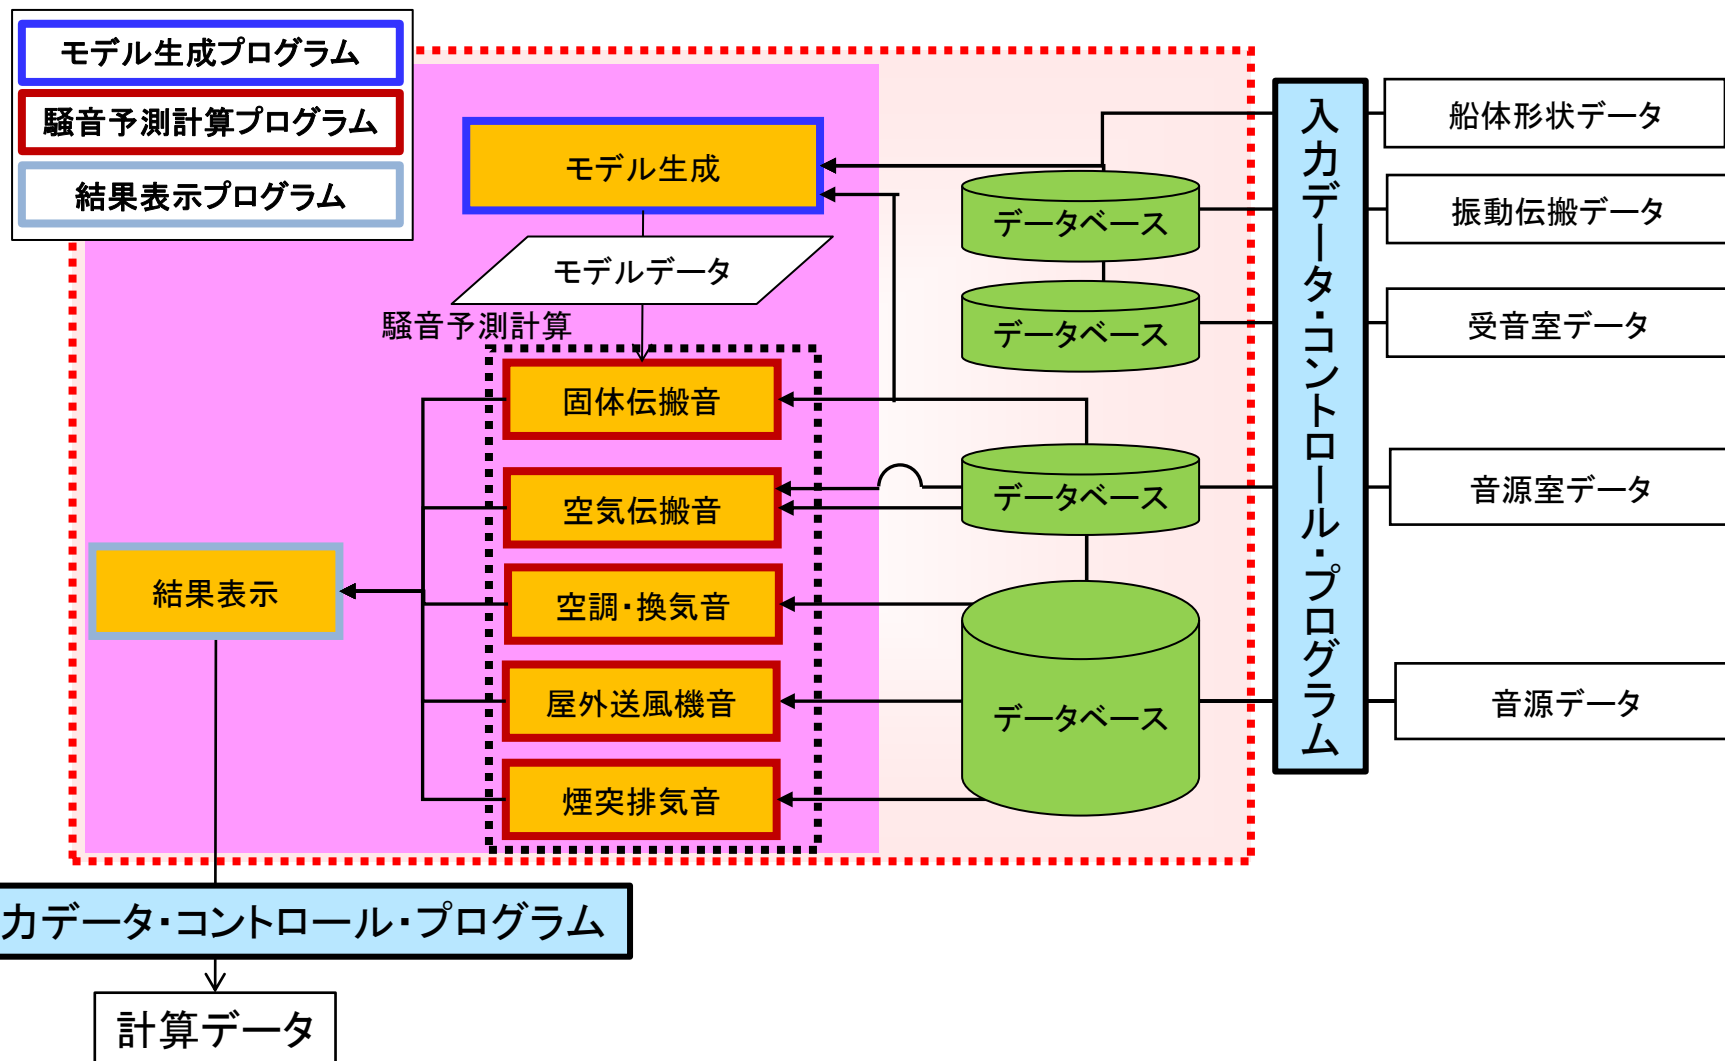 モデル生成プログラム
騒音予測計算プログラム
結果表示プログラム
モデル生成
モデルデータ
騒音予測計算
固体伝搬音
空気伝搬音
空調・換気音
屋外送風機音
煙突排気音
結果表示
データベース
データベース
データベース
データベース
入力データ・コントロール・プログラム
船体形状データ
振動伝搬データ
受音室データ
音源室データ
音源データ
力データ・コントロール・プログラム
計算データ